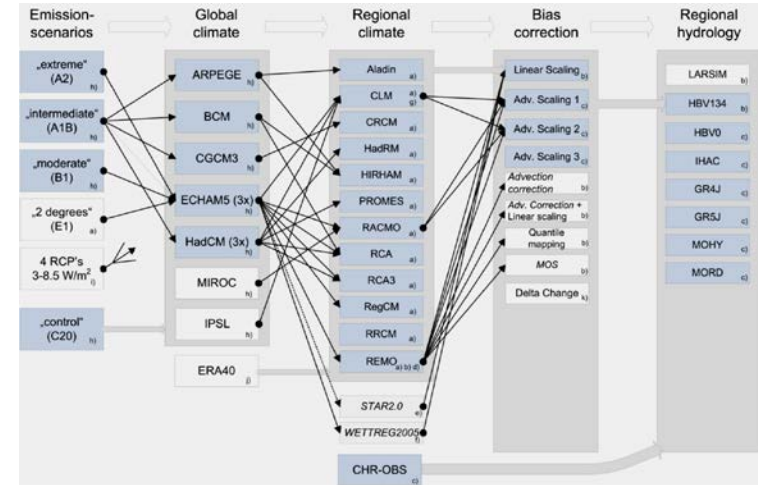 Emission-
scenarios
Global
climate
Regional
climate
Bias
correction
Regional
hydrology
„extreme“
(A2)
h)
„intermediate“
(A1B)
h)
„moderate“
(B1)
h)
„2 degrees“
(E1)
a)
4 RCP's
3-8.5 W/m²
i)
„control“
(C20)
h)
ARPEGE
h)
BCM
h)
CGCM3
h)
ECHAM5 (3x)
h)
HadCM (3x)
h)
MIROC
h)
IPSL
h)
ERA40
j)
Aladin
a)
CLM
a)
g)
CRCM
a)
HadRM
a)
HIRHAM
a)
PROMES
a)
RACMO
a)
RCA
a)
RCA3
a)
RegCM
a)
RRCM
a)
REMO
a) b) d)
STAR2.0
e)
WETTREG2005
f)
CHR-OBS
c)
Linear Scaling
b)
Adv. Scaling 1
c)
Adv. Scaling 2
c)
Adv. Scaling 3
c)
Advection
correction
b)
Adv. Correction +
Linear scaling
b)
Quantile
mapping
b)
MOS
b)
Delta Change
k)
LARSIM
b)
HBV134
b)
HBV0
c)
IHAC
c)
GR4J
c)
GR5J
c)
MOHY
c)
MORD
c)